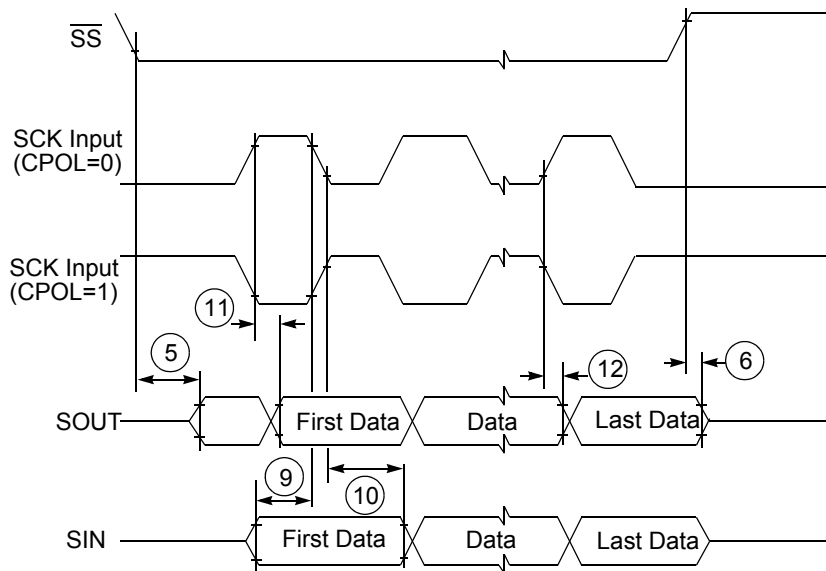 SS
SCK Input
(CPOL=0)
SCK Input
(CPOL=1)
11
5
12
6
SOUT
First Data
Data
Last Data
9
10
SIN
First Data
Data
Last Data